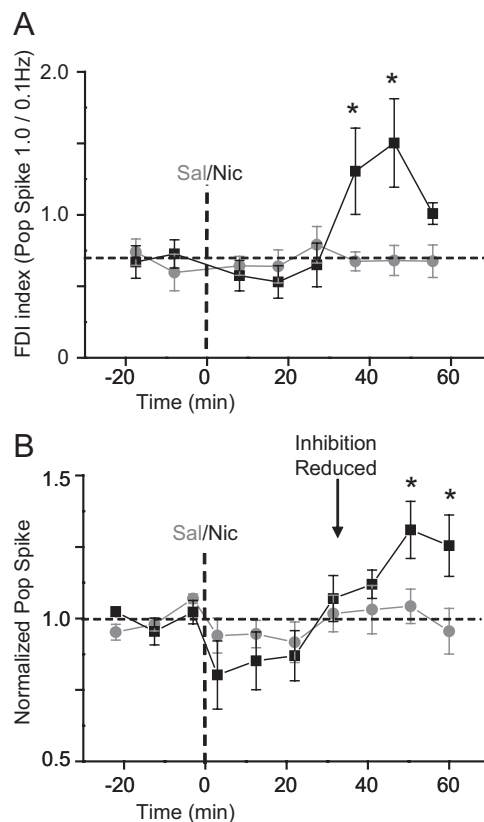 A
FDI index (Pop Spike 1.0 / 0.1Hz)
2.0
1.0
0
Sal/Nic
*
*
-20 0 20 40 60
Time (min)
B
Inhibition
Reduced
Normalized Pop Spike
1.5
1.0
0.5
Sal/Nic
*
*
-20 0 20 40 60
Time (min)